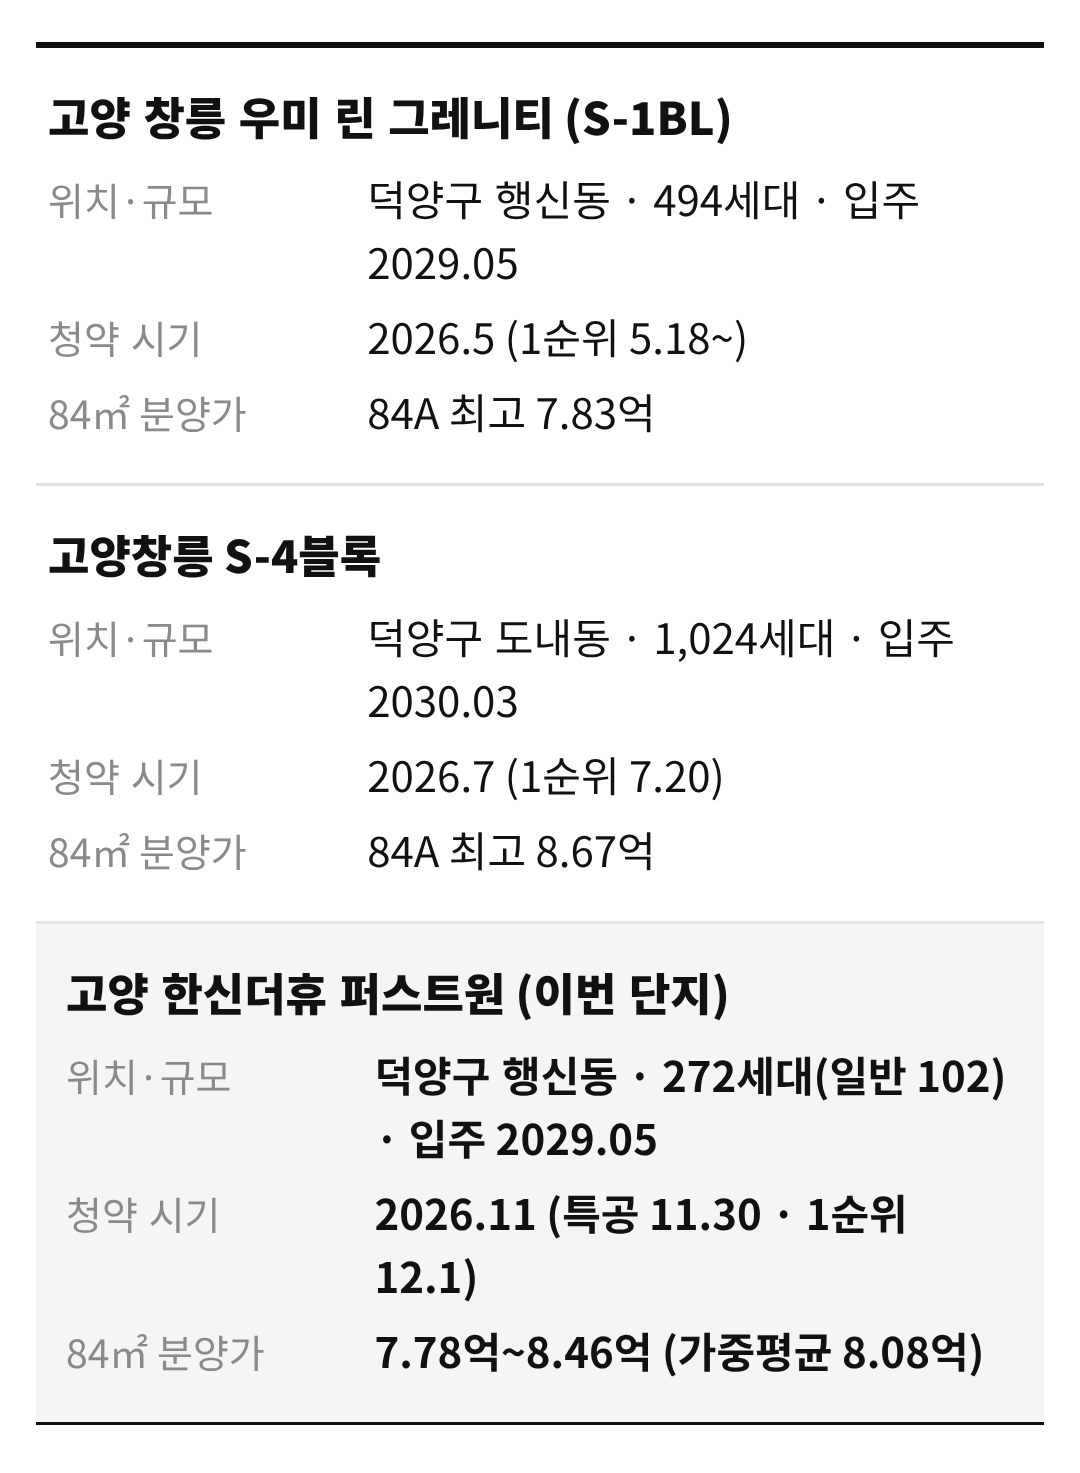 고양 창릉 우미 린 그레니티 (S-1BL)
위치·규모 덕양구 행신동 · 494세대 · 입주
2029.05
청약 시기 2026.5 (1순위 5.18~)
84㎡ 분양가 84A 최고 7.83억
고양창릉 S-4블록
위치·규모 덕양구 도내동 · 1,024세대 · 입주
2030.03
청약 시기 2026.7 (1순위 7.20)
84㎡ 분양가 84A 최고 8.67억
고양 한신더휴 퍼스트원 (이번 단지)
위치·규모 덕양구 행신동 · 272세대(일반 102)
· 입주 2029.05
청약 시기 2026.11 (특공 11.30 · 1순위
12.1)
84㎡ 분양가 7.78억~8.46억 (가중평균 8.08억)